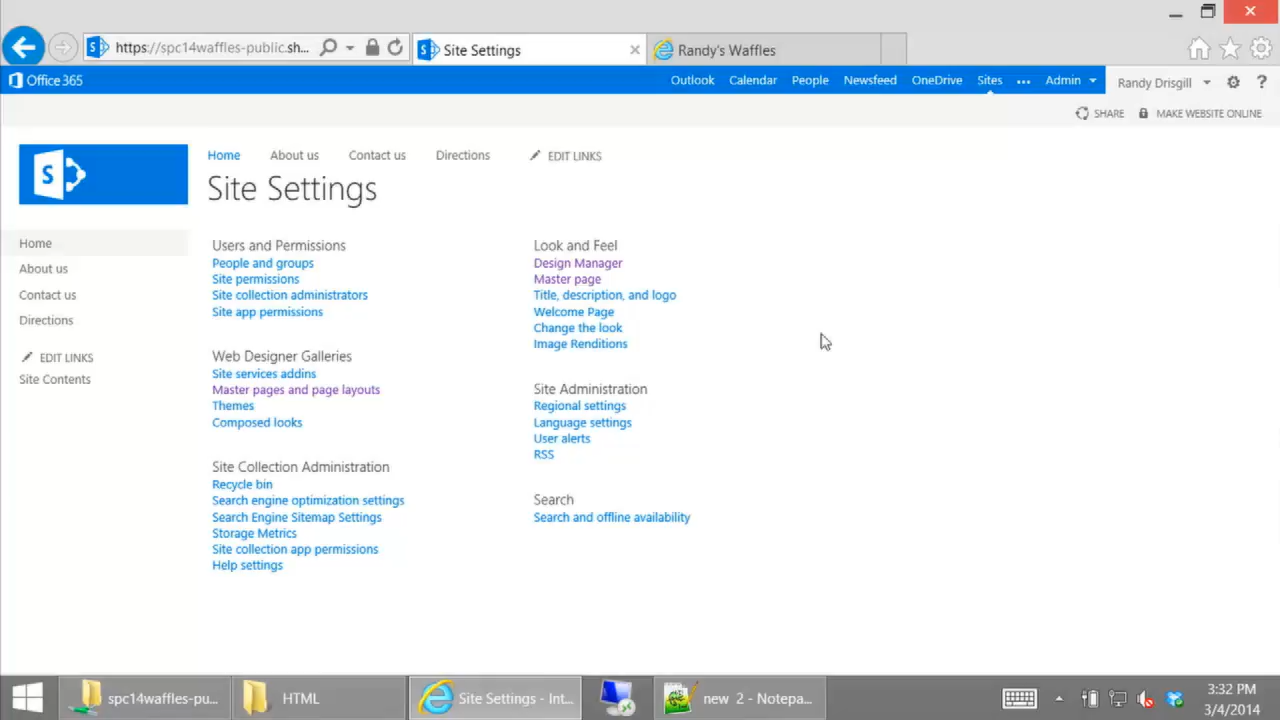 https://spc14waffles-public.sh...
Site Settings
Randy's Waffles
Office 365
Outlook
Calendar
People
Newsfeed
OneDrive
Sites
...
Admin
Randy Drisgill
?
SHARE
MAKE WEBSITE ONLINE
S
Home
About us
Contact us
Directions
EDIT LINKS
Site Settings
Home
About us
Contact us
Directions
EDIT LINKS
Site Contents
Users and Permissions
People and groups
Site permissions
Site collection administrators
Site app permissions
Web Designer Galleries
Site services addins
Master pages and page layouts
Themes
Composed looks
Site Collection Administration
Recycle bin
Search engine optimization settings
Search Engine Sitemap Settings
Storage Metrics
Site collection app permissions
Help settings
Look and Feel
Design Manager
Master page
Title, description, and logo
Welcome Page
Change the look
Image Renditions
Site Administration
Regional settings
Language settings
User alerts
RSS
Search
Search and offline availability
spc14waffles-pu...
HTML
Site Settings - Int...
new 2 - Notepa...
3:32 PM
3/4/2014